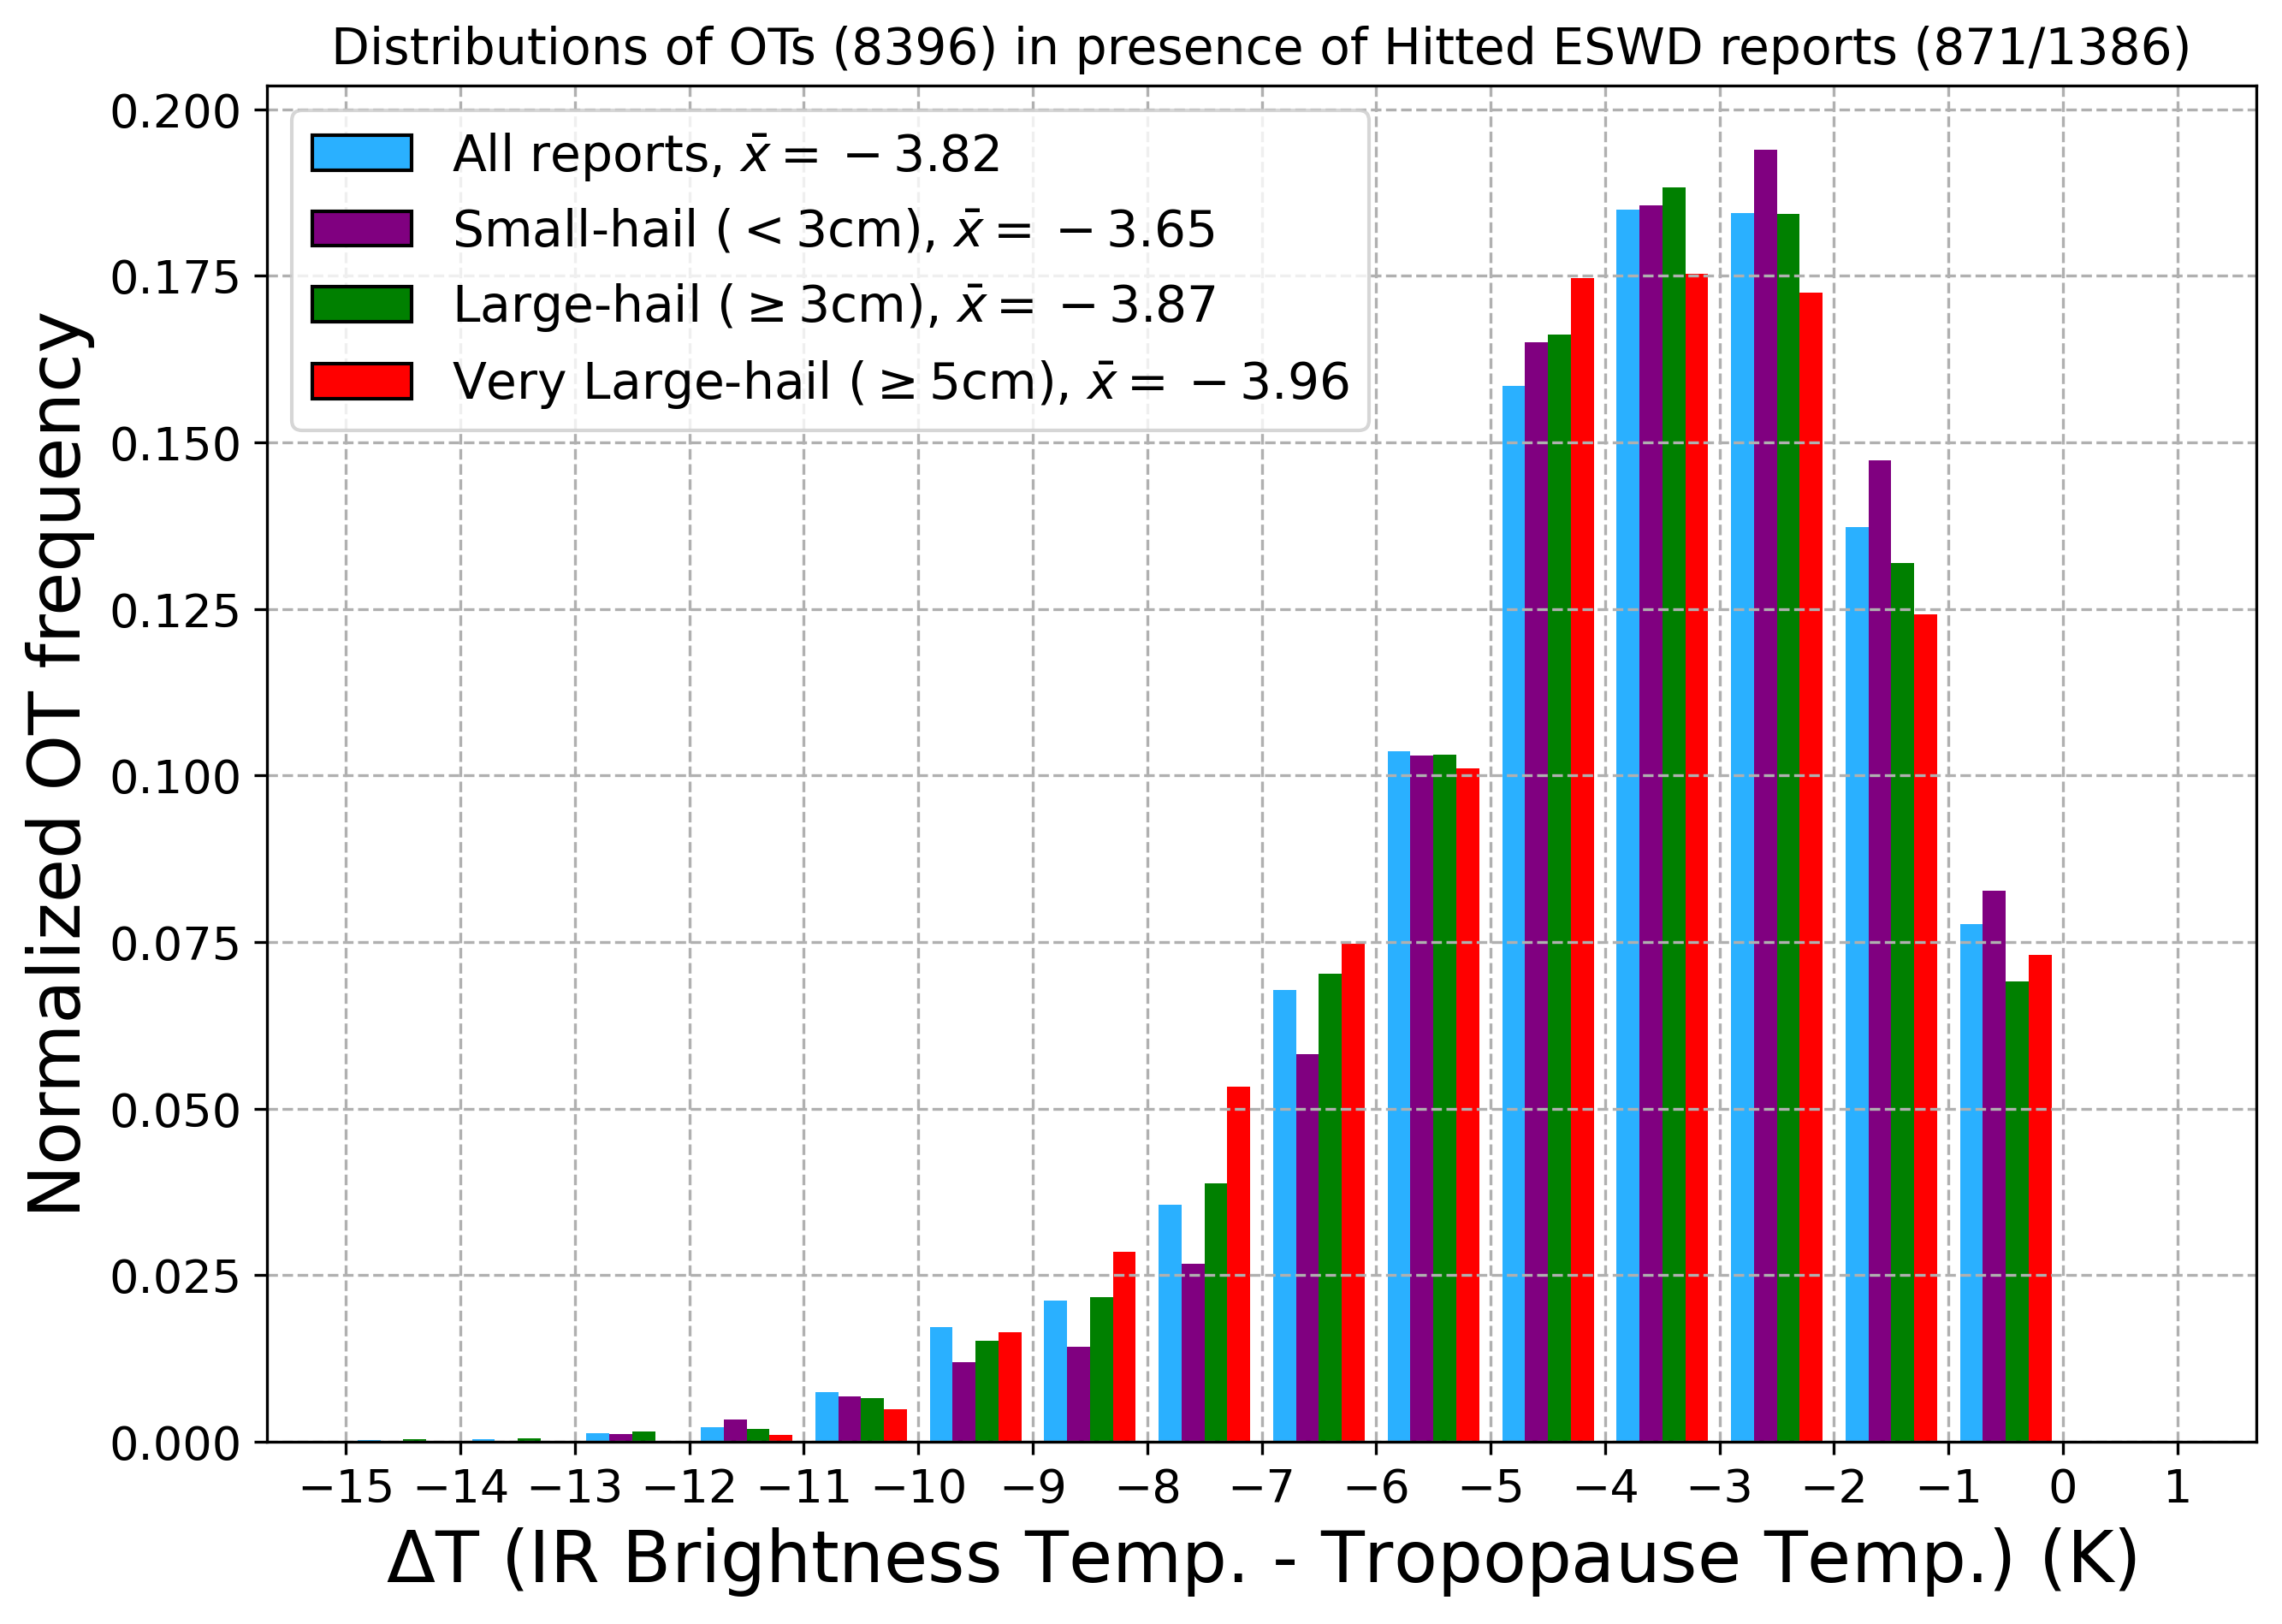 Distributions of OTs (8396) in presence of Hitted ESWD reports (871/1386)
All reports, x̄ = −3.82
Small-hail (<3cm), x̄ = −3.65
Large-hail (≥3cm), x̄ = −3.87
Very Large-hail (≥5cm), x̄ = −3.96
Normalized OT frequency
0.200
0.175
0.150
0.125
0.100
0.075
0.050
0.025
0.000
−15 −14 −13 −12 −11 −10 −9 −8 −7 −6 −5 −4 −3 −2 −1 0 1
ΔT (IR Brightness Temp. - Tropopause Temp.) (K)